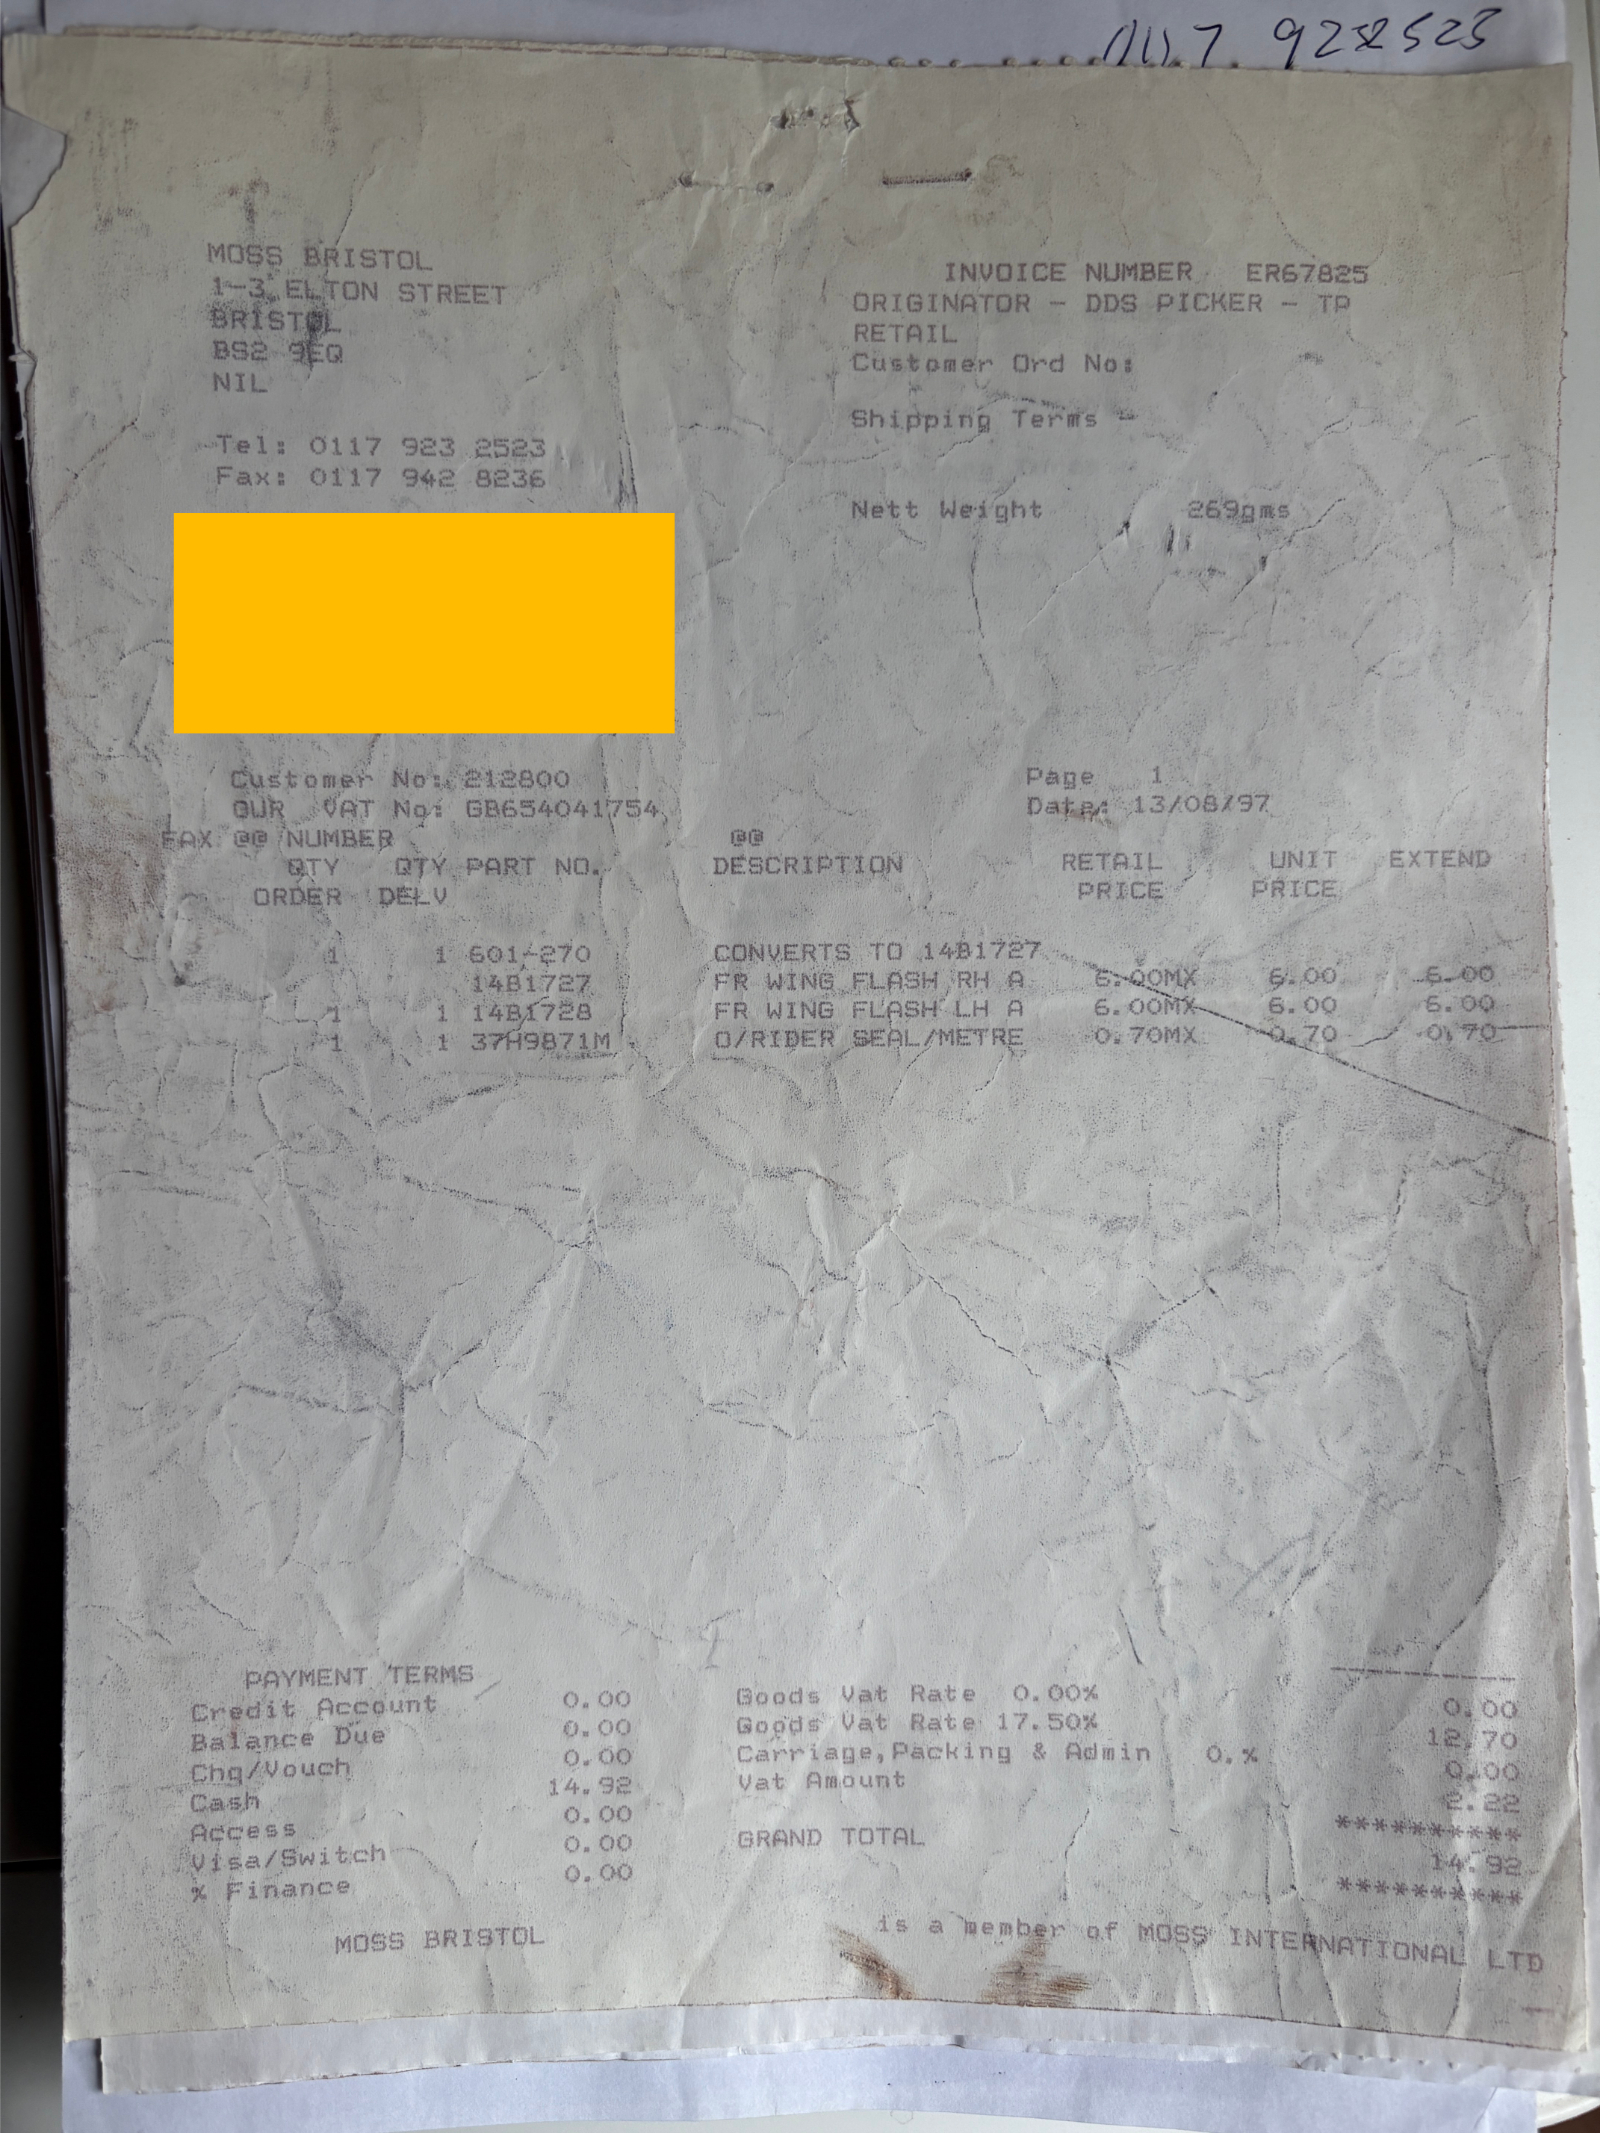 0117 9232523
MOSS BRISTOL
1-3 ELTON STREET
BRISTOL
BS2 9EQ
NIL
Tel: 0117 923 2523
Fax: 0117 942 8236
INVOICE NUMBER ER67825
ORIGINATOR - DDS PICKER - TP
RETAIL
Customer Ord No:
Shipping Terms -
Nett Weight 269gms
Customer No: 212800
OUR VAT No: GB654041754
Page 1
Date: 13/08/97
FAX @@ NUMBER @@
QTY QTY PART NO. DESCRIPTION RETAIL UNIT EXTEND
ORDER DELV PRICE PRICE
1 1 601-270 CONVERTS TO 14B1727
14B1727 FR WING FLASH RH A 6.00MX 6.00 6.00
1 1 14B1728 FR WING FLASH LH A 6.00MX 6.00 6.00
1 1 37H9871M O/RIDER SEAL/METRE 0.70MX 0.70 0.70
PAYMENT TERMS
Credit Account 0.00
Balance Due 0.00
Chg/Vouch 0.00
Cash 14.92
Access 0.00
Visa/Switch 0.00
% Finance 0.00
Goods Vat Rate 0.00% 0.00
Goods Vat Rate 17.50% 12.70
Carriage,Packing & Admin 0.% 0.00
Vat Amount 2.22
**********
GRAND TOTAL 14.92
**********
MOSS BRISTOL is a member of MOSS INTERNATIONAL LTD